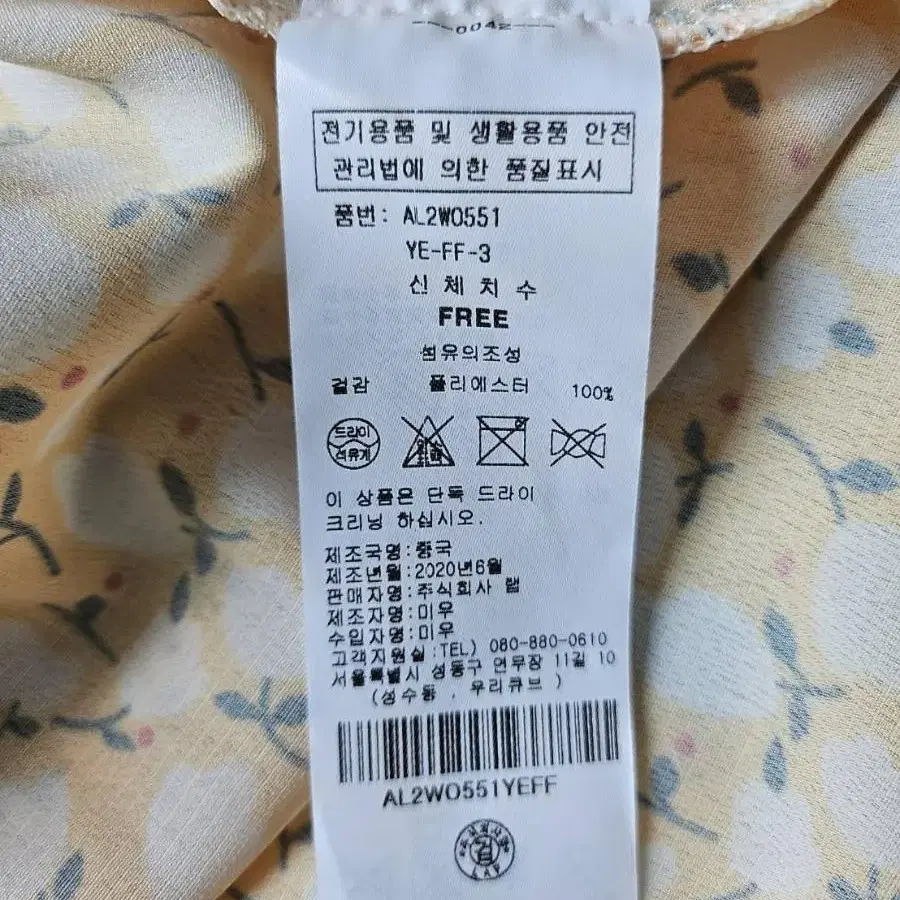 0042
전기용품 및 생활용품 안전
관리법에 의한 품질표시
품번: AL2WO551
YE-FF-3
신 체 치 수
FREE
섬유의조성
겉감 폴리에스터 100%
드라이
석유계
이 상품은 단독 드라이
크리닝 하십시오.
제조국명:중국
제조년월:2020년6월
판매자명:주식회사 랩
제조자명:미우
수입자명:미우
고객지원실:TEL) 080-880-0610
서울특별시 성동구 연무장 11길 10
(성수동 , 우리큐브 )
AL2WO551YEFF
LAP